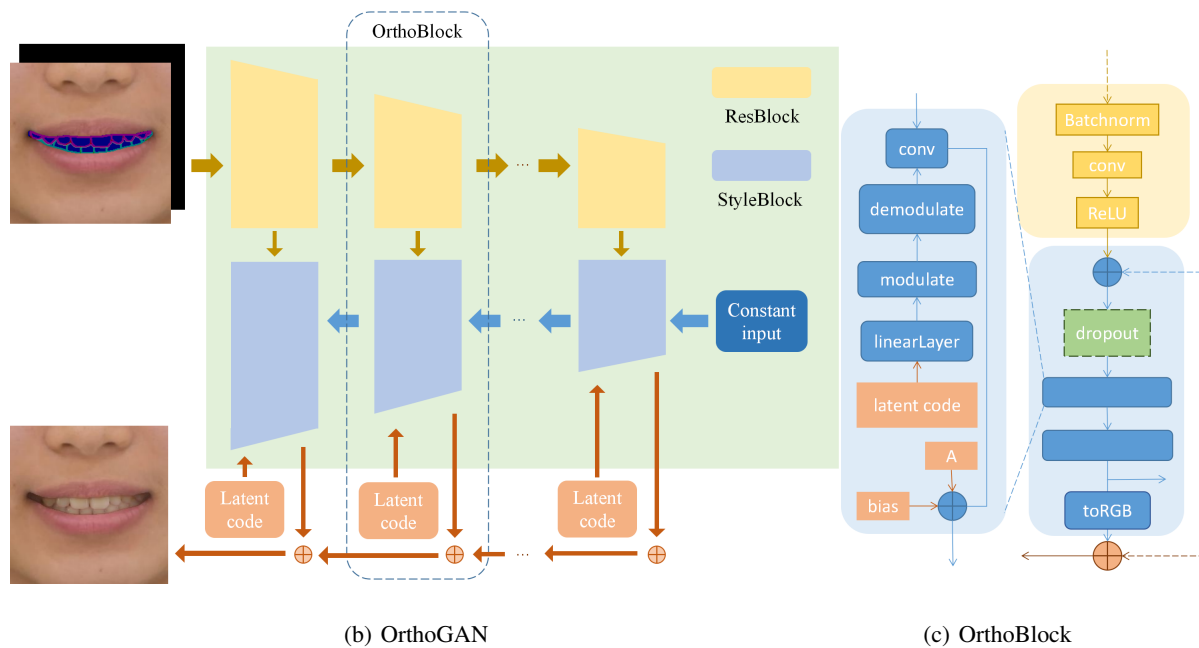 OrthoBlock
ResBlock
StyleBlock
...
...
Constant
input
Latent
code
Latent
code
Latent
code
...
conv
demodulate
modulate
linearLayer
latent code
A
bias
Batchnorm
conv
ReLU
dropout
toRGB
(b) OrthoGAN
(c) OrthoBlock